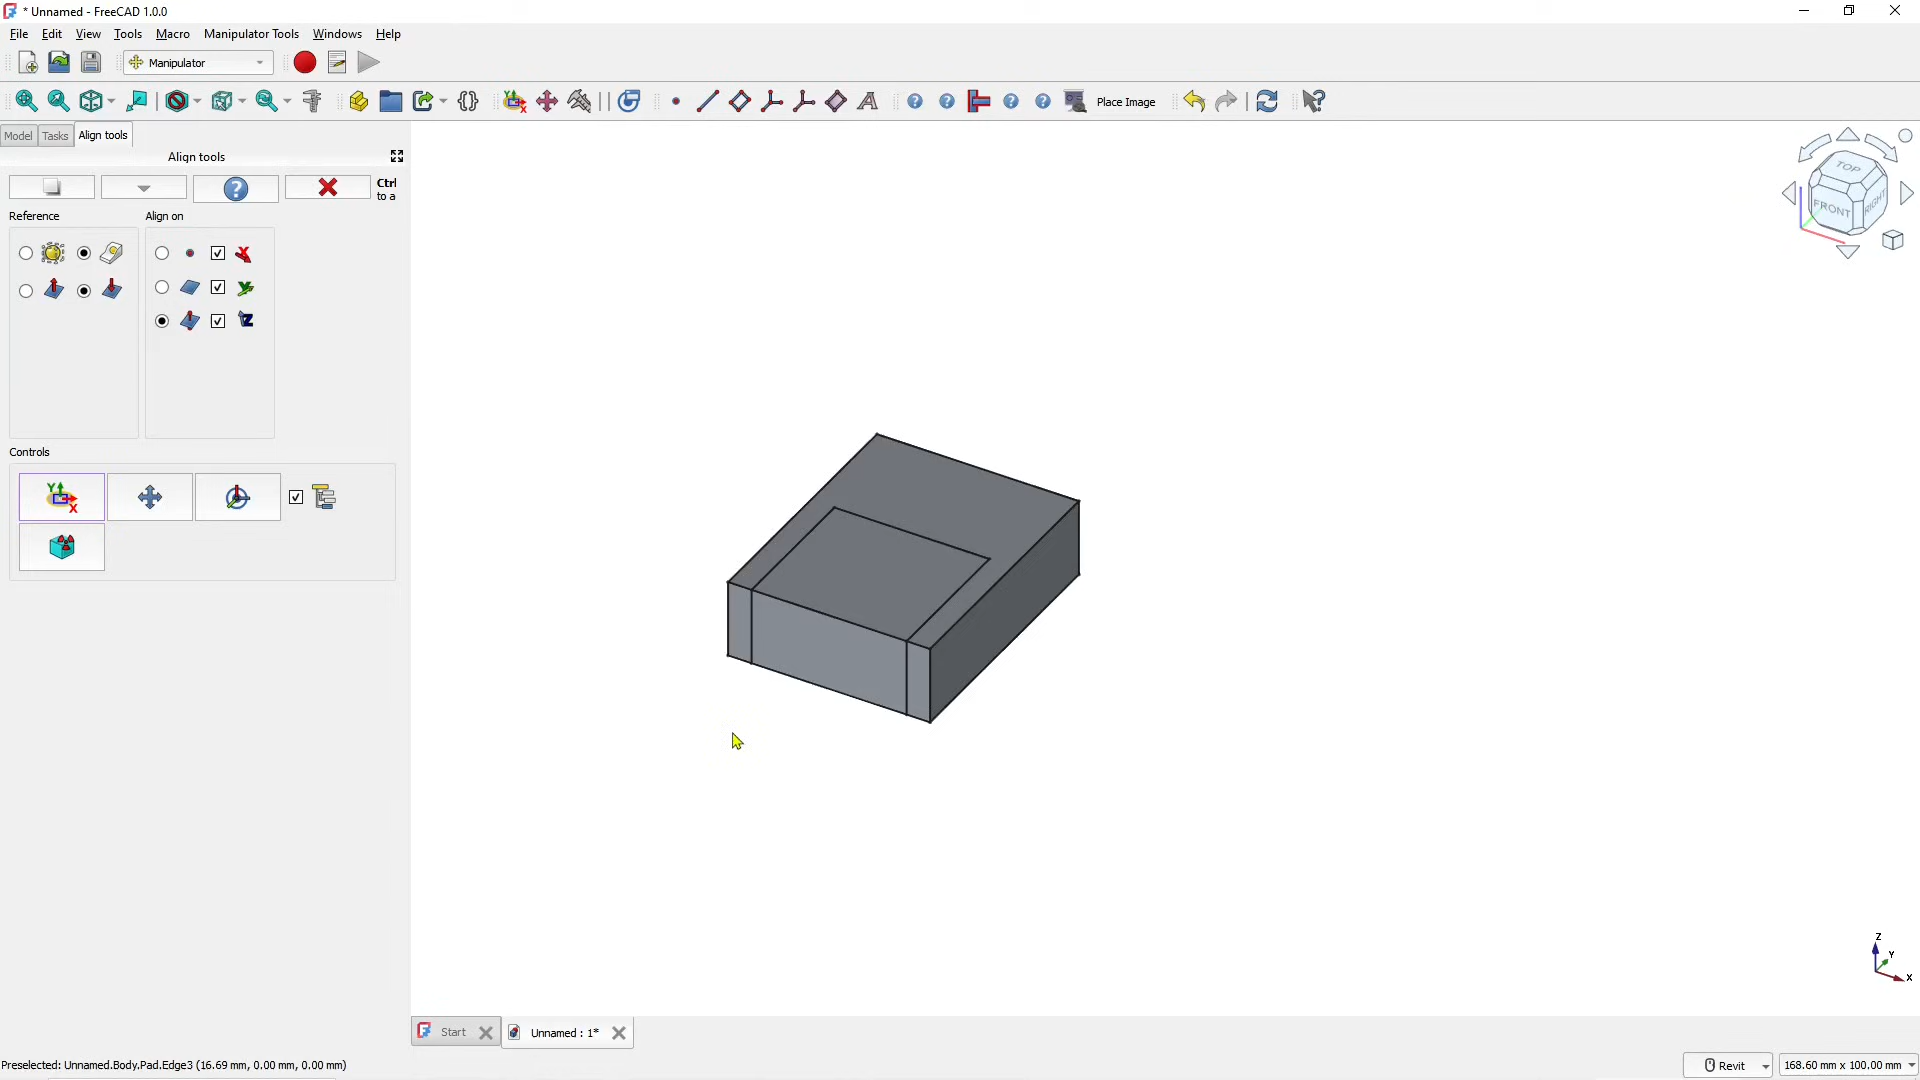 * Unnamed - FreeCAD 1.0.0
File Edit View Tools Macro Manipulator Tools Windows Help
Manipulator
Place Image
Model Tasks Align tools
Align tools
Ctrl
to a
Reference Align on
X
Y
Z
Controls
Y
X
TOP
FRONT
RIGHT
Z
Y
X
Start Unnamed : 1*
Preselected: Unnamed.Body.Pad.Edge3 (16.69 mm, 0.00 mm, 0.00 mm)
Revit 168.60 mm x 100.00 mm